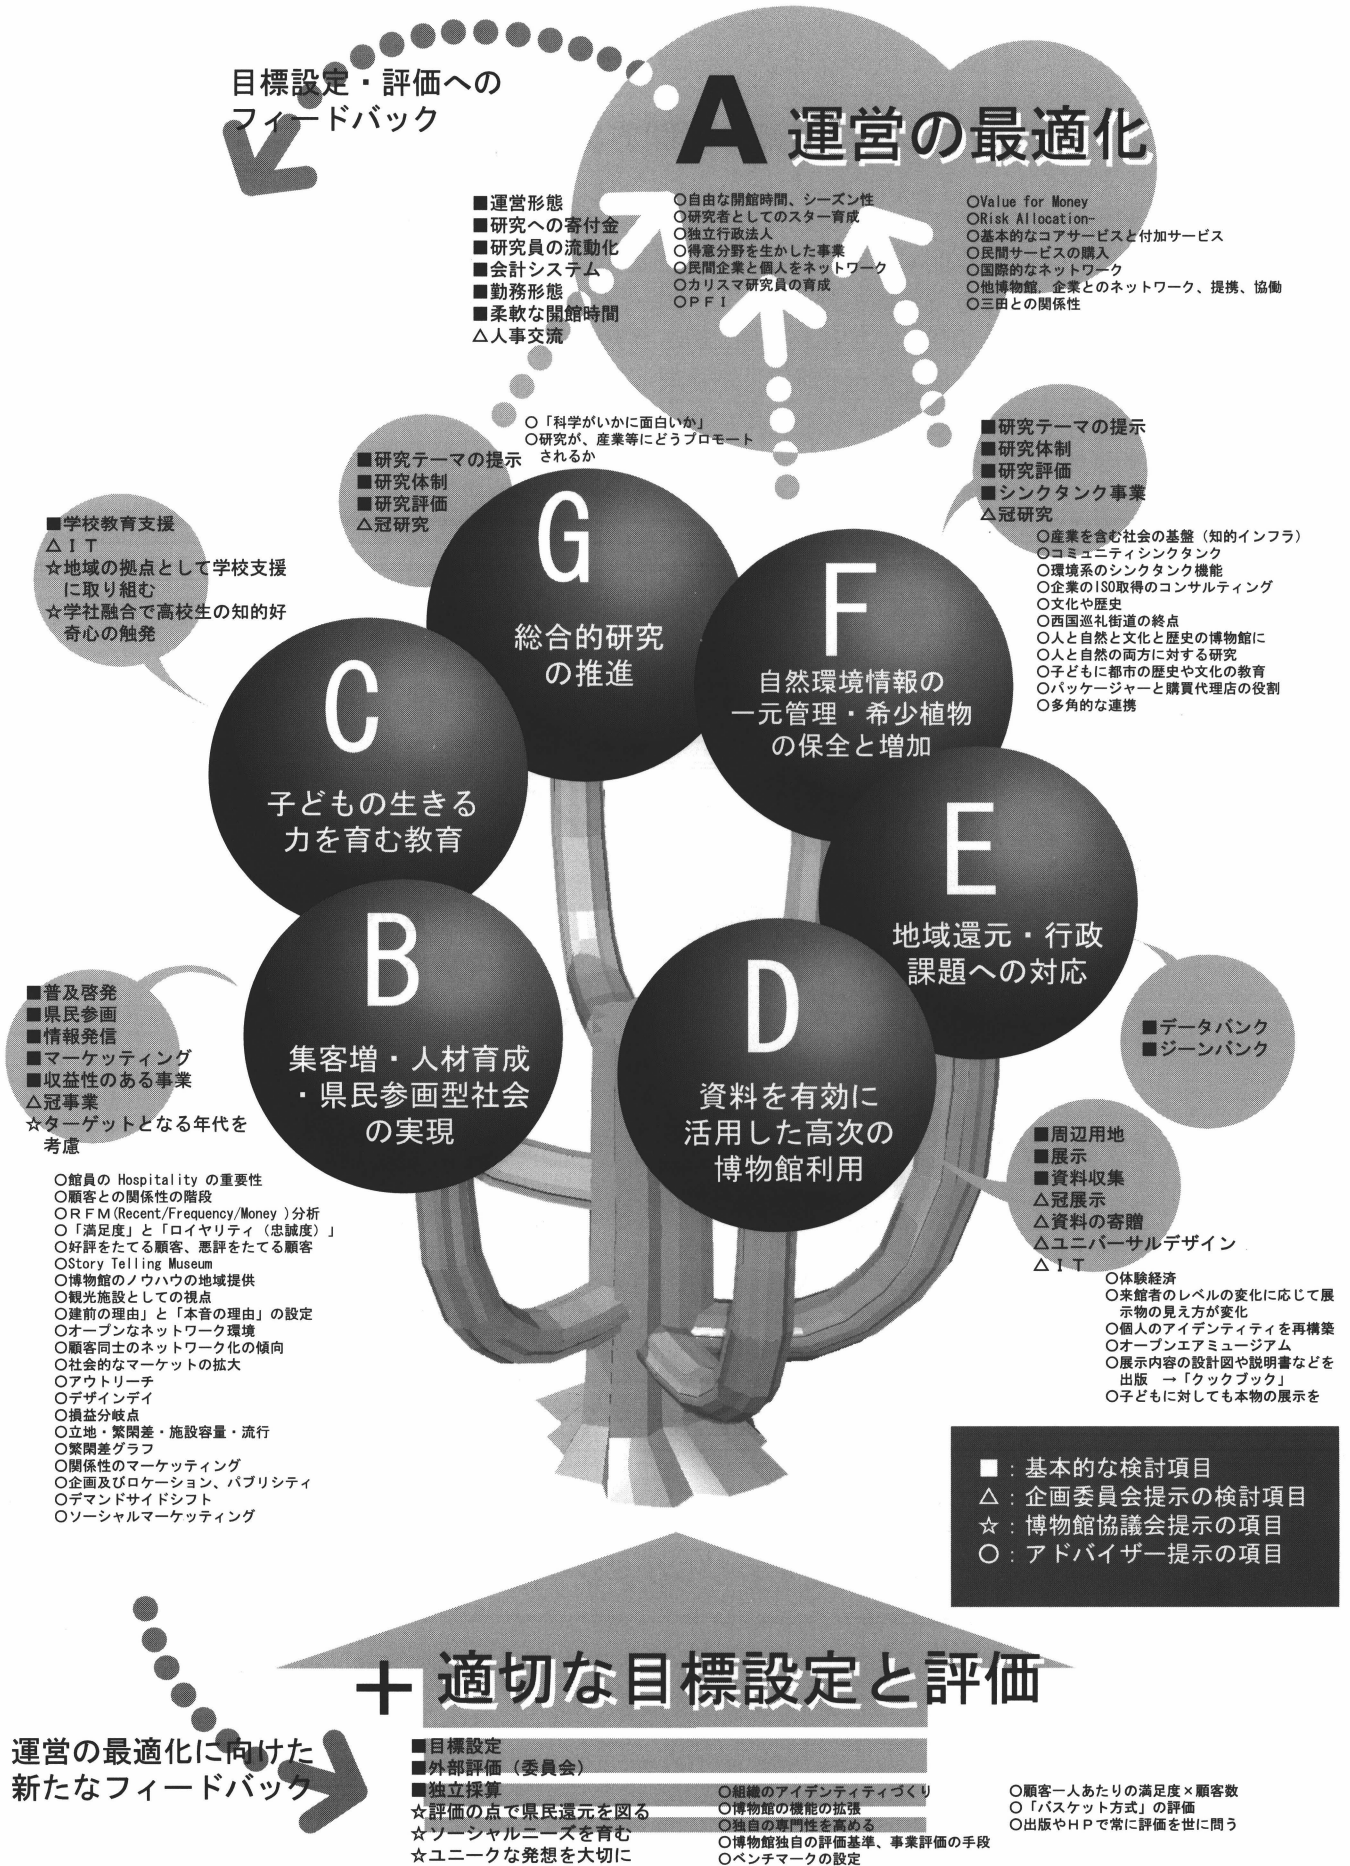 目標設定・評価への
フィードバック
A 運営の最適化
■運営形態
■研究への寄付金
■研究員の流動化
■会計システム
■勤務形態
■柔軟な開館時間
△人事交流
○自由な開館時間、シーズン性
○研究者としてのスター育成
○独立行政法人
○得意分野を生かした事業
○民間企業と個人をネットワーク
○カリスマ研究員の育成
○ＰＦＩ
○Value for Money
○Risk Allocation-
○基本的なコアサービスと付加サービス
○民間サービスの購入
○国際的なネットワーク
○他博物館、企業とのネットワーク、提携、協働
○三田との関係性
○「科学がいかに面白いか」
○研究が、産業等にどうプロモート
されるか
■研究テーマの提示
■研究体制
■研究評価
△冠研究
G
総合的研究
の推進
■研究テーマの提示
■研究体制
■研究評価
■シンクタンク事業
△冠研究
○産業を含む社会の基盤（知的インフラ）
○コミュニティシンクタンク
○環境系のシンクタンク機能
○企業のISO取得のコンサルティング
○文化や歴史
○西国巡礼街道の終点
○人と自然と文化と歴史の博物館に
○人と自然の両方に対する研究
○子どもに都市の歴史や文化の教育
○パッケージャーと購買代理店の役割
○多角的な連携
F
自然環境情報の
一元管理・希少植物
の保全と増加
■学校教育支援
△ＩＴ
☆地域の拠点として学校支援
に取り組む
☆学社融合で高校生の知的好
奇心の触発
C
子どもの生きる
力を育む教育
E
地域還元・行政
課題への対応
■データバンク
■ジーンバンク
B
集客増・人材育成
・県民参画型社会
の実現
■普及啓発
■県民参画
■情報発信
■マーケッティング
■収益性のある事業
△冠事業
☆ターゲットとなる年代を
考慮
○館員の Hospitality の重要性
○顧客との関係性の階段
○ＲＦＭ(Recent/Frequency/Money )分析
○「満足度」と「ロイヤリティ（忠誠度）」
○好評をたてる顧客、悪評をたてる顧客
○Story Telling Museum
○博物館のノウハウの地域提供
○観光施設としての視点
○建前の理由」と「本音の理由」の設定
○オープンなネットワーク環境
○顧客同士のネットワーク化の傾向
○社会的なマーケットの拡大
○アウトリーチ
○デザインデイ
○損益分岐点
○立地・繁閑差・施設容量・流行
○繁閑差グラフ
○関係性のマーケッティング
○企画及びロケーション、パブリシティ
○デマンドサイドシフト
○ソーシャルマーケッティング
D
資料を有効に
活用した高次の
博物館利用
■周辺用地
■展示
■資料収集
△冠展示
△資料の寄贈
△ユニバーサルデザイン
△ＩＴ
○体験経済
○来館者のレベルの変化に応じて展
示物の見え方が変化
○個人のアイデンティティを再構築
○オープンエアミュージアム
○展示内容の設計図や説明書などを
出版　→「クックブック」
○子どもに対しても本物の展示を
■：基本的な検討項目
△：企画委員会提示の検討項目
☆：博物館協議会提示の項目
○：アドバイザー提示の項目
＋適切な目標設定と評価
運営の最適化に向けた
新たなフィードバック
■目標設定
■外部評価（委員会）
■独立採算
☆評価の点で県民還元を図る
☆ソーシャルニーズを育む
☆ユニークな発想を大切に
○組織のアイデンティティづくり
○博物館の機能の拡張
○独自の専門性を高める
○博物館独自の評価基準、事業評価の手段
○ベンチマークの設定
○顧客一人あたりの満足度×顧客数
○「バスケット方式」の評価
○出版やＨＰで常に評価を世に問う